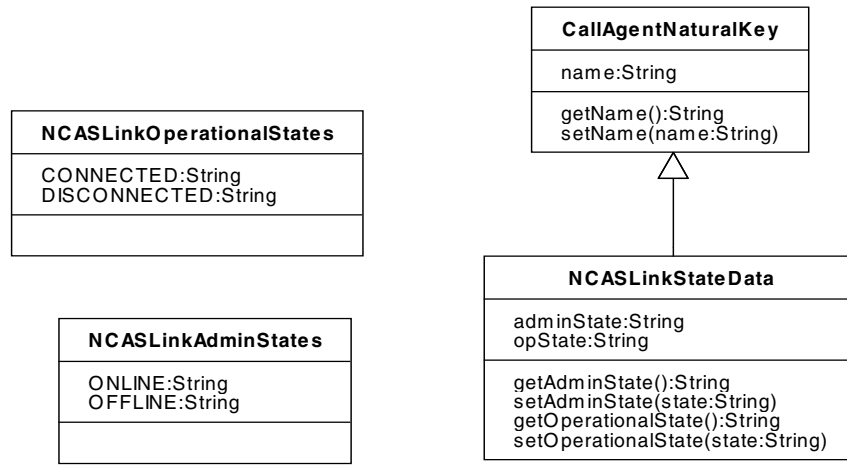 CallAgentNaturalKey
name:String
getName():String
setName(name:String)
NCASLinkOperationalStates
CONNECTED:String
DISCONNECTED:String
NCASLinkStateData
adminState:String
opState:String
getAdminState():String
setAdminState(state:String)
getOperationalState():String
setOperationalState(state:String)
NCASLinkAdminStates
ONLINE:String
OFFLINE:String